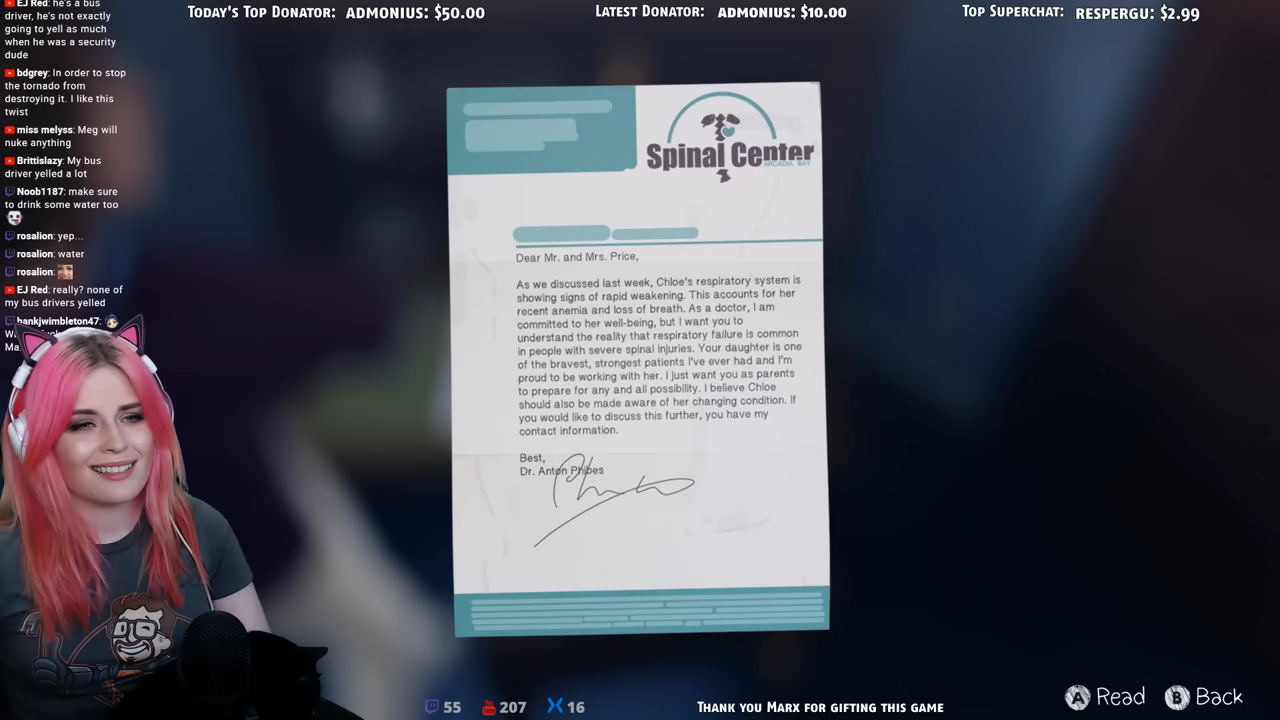 TODAY'S TOP DONATOR: ADMONIUS: $50.00
LATEST DONATOR: ADMONIUS: $10.00
TOP SUPERCHAT: RESPERGU: $2.99
EJ Red: He's a bus
driver, he's not exactly
going to yell as much
when he was a security
dude
bdgrey: In order to stop
the tornado from
destroying it. I like this
twist
miss melyss: Meg will
nuke anything
Brittislazy: My bus
driver yelled a lot
Noob1187: make sure
to drink some water too
rosalion: yep...
rosalion: water
rosalion:
EJ Red: really? none of
my bus drivers yelled
hankjwimbleton47:
Spinal Center
ARCADIA BAY
Dear Mr. and Mrs. Price,
As we discussed last week, Chloe's respiratory system is
showing signs of rapid weakening. This accounts for her
recent anemia and loss of breath. As a doctor, I am
committed to her well-being, but I want you to
understand the reality that respiratory failure is common
in people with severe spinal injuries. Your daughter is one
of the bravest, strongest patients I've ever had and I'm
proud to be working with her. I just want you as parents
to prepare for any and all possibility. I believe Chloe
should also be made aware of her changing condition. If
you would like to discuss this further, you have my
contact information.
Best,
Dr. Anton Phibes
55 207 16
THANK YOU MARX FOR GIFTING THIS GAME
A Read B Back